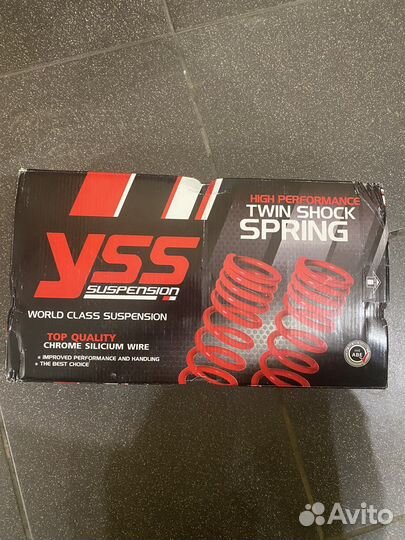 YSS
SUSPENSION
WORLD CLASS SUSPENSION
TOP QUALITY
CHROME SILICIUM WIRE
IMPROVED PERFORMANCE AND HANDLING
THE BEST CHOICE
HIGH PERFORMANCE
TWIN SHOCK
SPRING
ABE
Avito